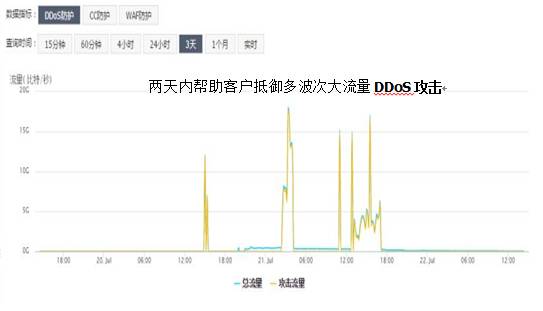 数据指标： DDoS防护 CC防护 WAF防护
查询时间： 15分钟 60分钟 4小时 24小时 3天 1个月 实时
流量(比特/秒)
两天内帮助客户抵御多波次大流量 DDoS 攻击
20G
15G
10G
5G
0G
18:00 20. Jul 06:00 12:00 18:00 21. Jul 06:00 12:00 18:00 22. Jul 06:00 12:00
总流量 攻击流量